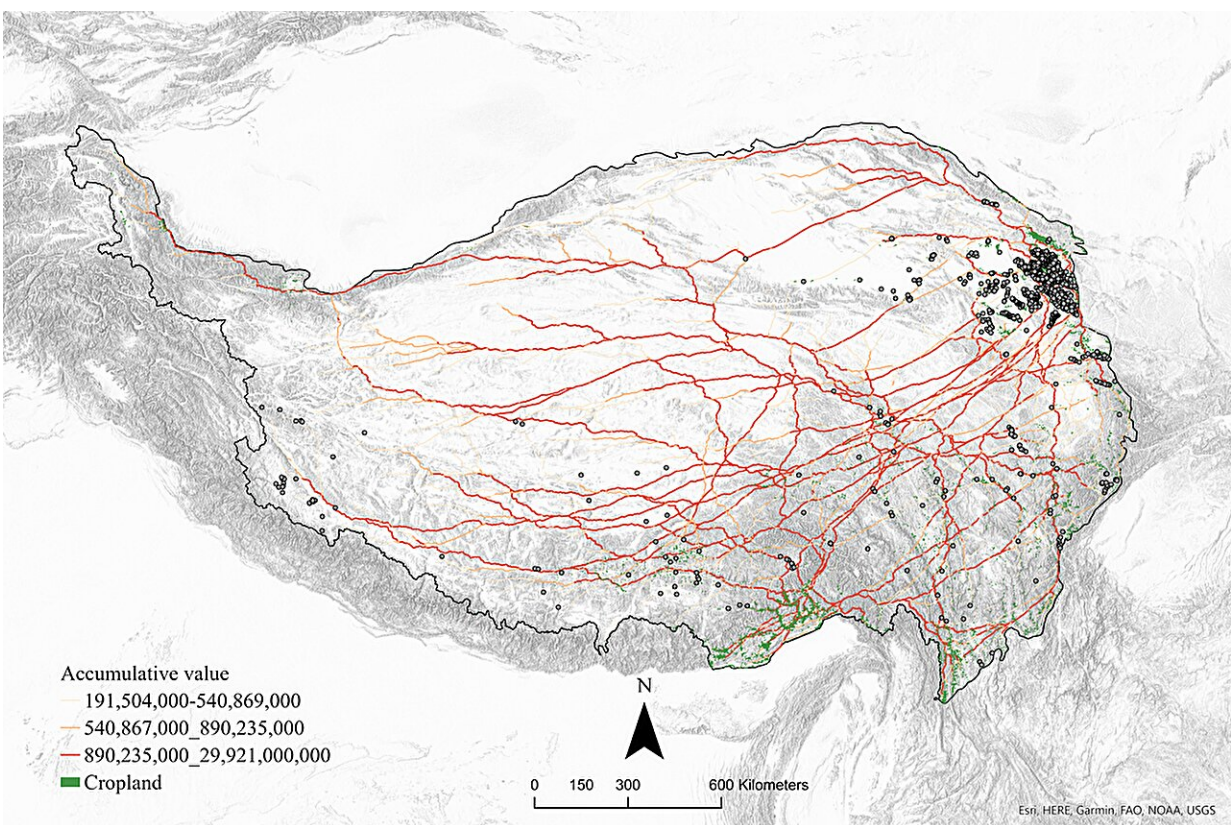 Accumulative value
191,504,000-540,869,000
540,867,000_890,235,000
890,235,000_29,921,000,000
Cropland
N
0 150 300 600 Kilometers
Esri, HERE, Garmin, FAO, NOAA, USGS